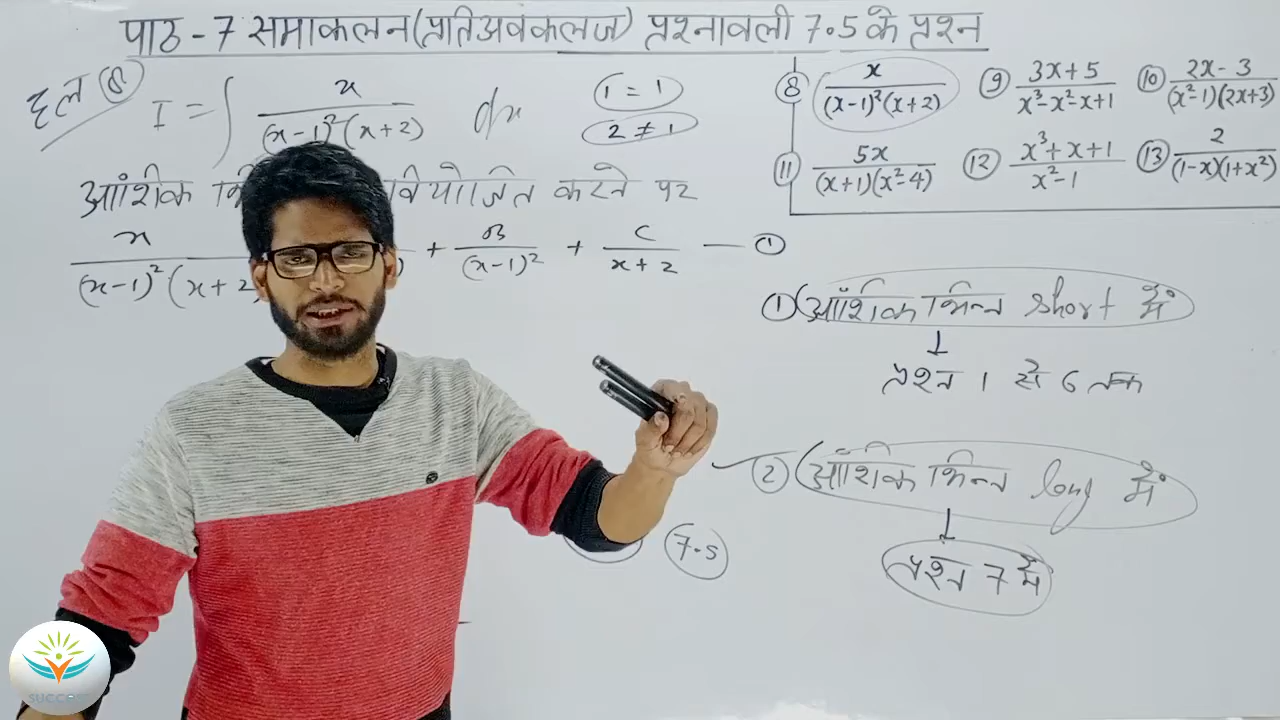 पाठ - 7 समाकलन (प्रतिअवकलज) प्रश्नावली 7.5 के प्रश्न
हल ⑧ I = ∫ x / (x-1)²(x+2) dx
1 = 1
2 ≠ 1
⑧ x / (x-1)²(x+2) ⑨ 3x+5 / x³-x²-x+1 ⑩ 2x-3 / (x²-1)(2x+3)
⑪ 5x / (x+1)(x²-4) ⑫ x³+x+1 / x²-1 ⑬ 2 / (1-x)(1+x²)
आंशिक वियोजित करने पर
x / (x-1)²(x+2 + B / (x-1)² + C / x+2 — ①
① (आंशिक भिन्न short में)
↓
प्रश्न 1 से 6 तक
② (आंशिक भिन्न long में)
↓
प्रश्न 7 में
7.5
SUCCESS